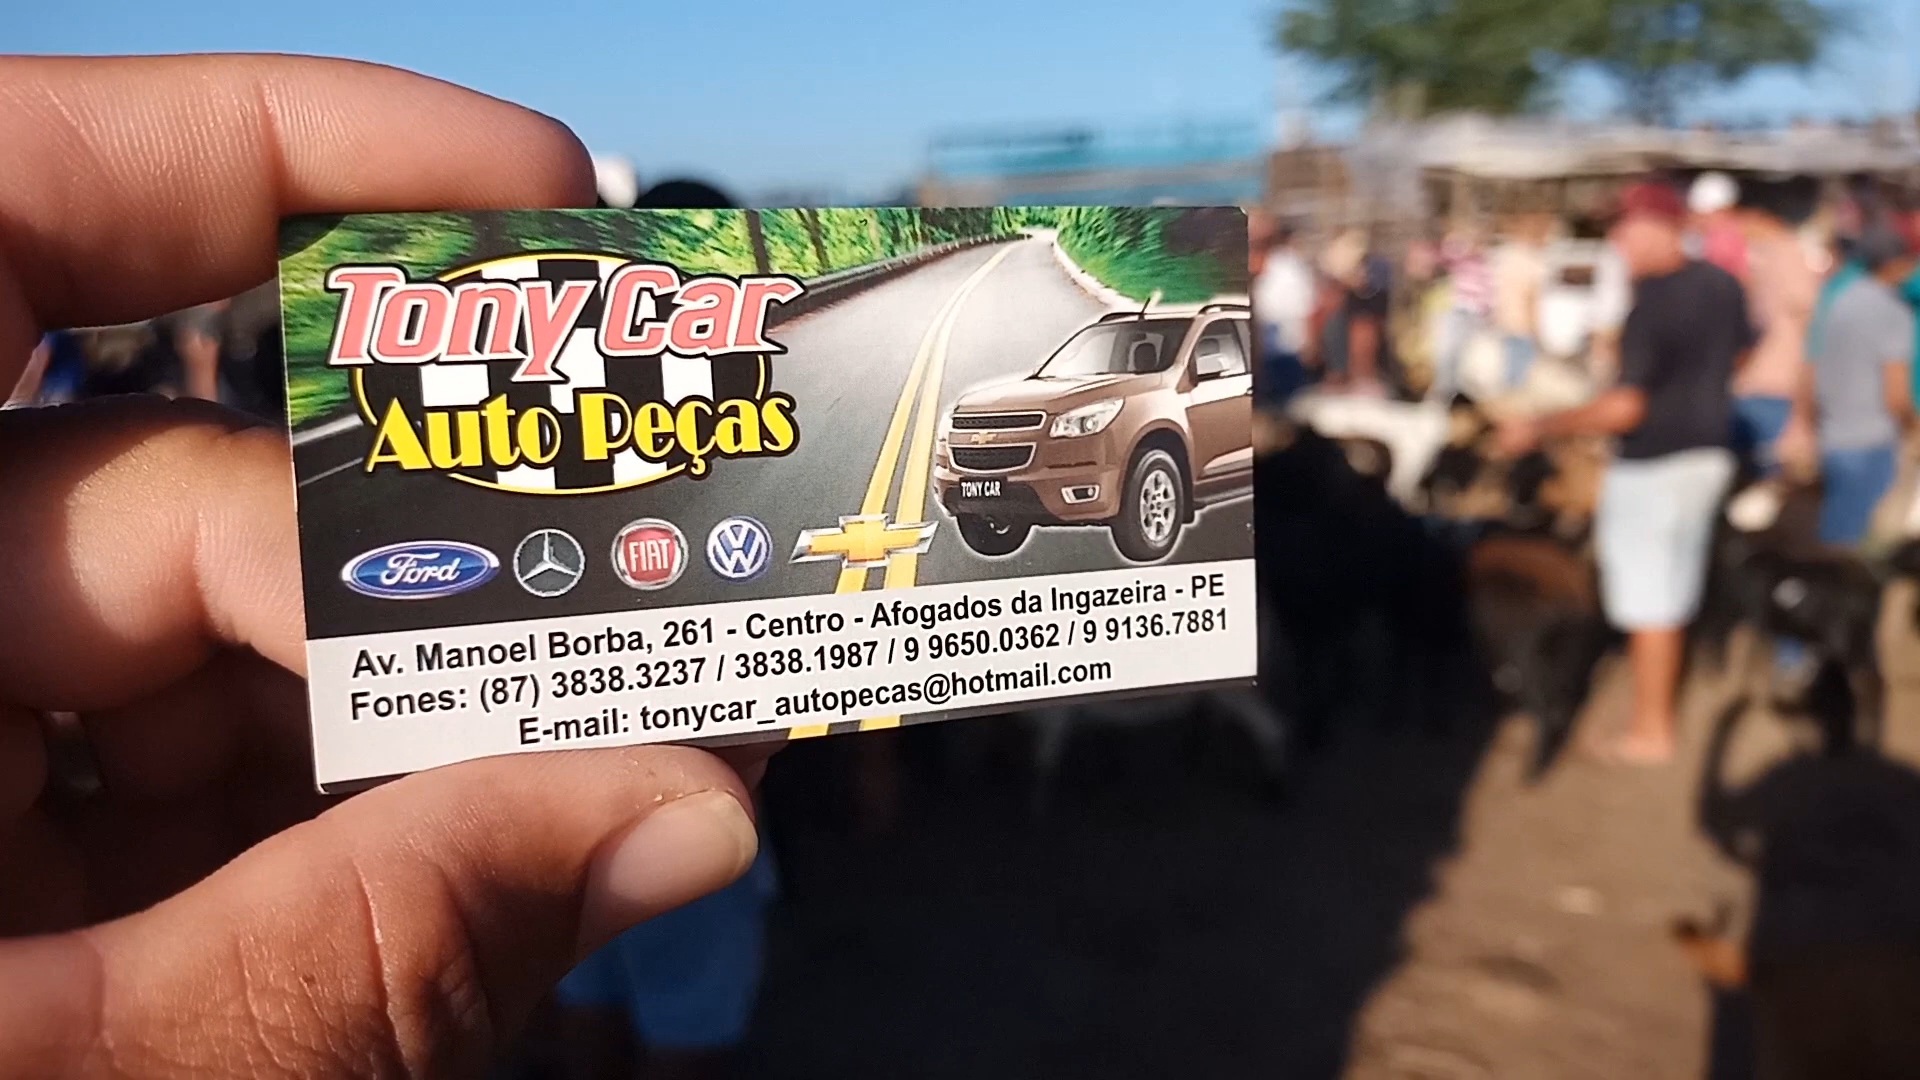 Tony Car
Auto Peças
TONY CAR
Ford
FIAT
Av. Manoel Borba, 261 - Centro - Afogados da Ingazeira - PE
Fones: (87) 3838.3237 / 3838.1987 / 9 9650.0362 / 9 9136.7881
E-mail: tonycar_autopecas@hotmail.com